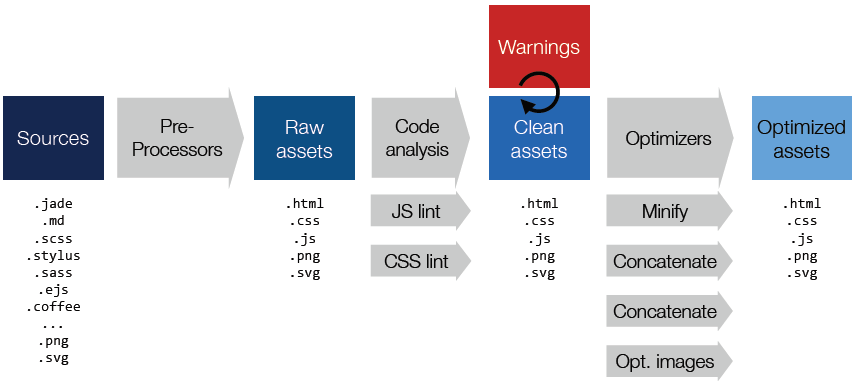 Warnings
Sources
Pre-
Processors
Raw
assets
Code
analysis
Clean
assets
Optimizers
Optimized
assets
.jade
.md
.scss
.stylus
.sass
.ejs
.coffee
...
.png
.svg
.html
.css
.js
.png
.svg
JS lint
CSS lint
.html
.css
.js
.png
.svg
Minify
Concatenate
Concatenate
Opt. images
.html
.css
.js
.png
.svg